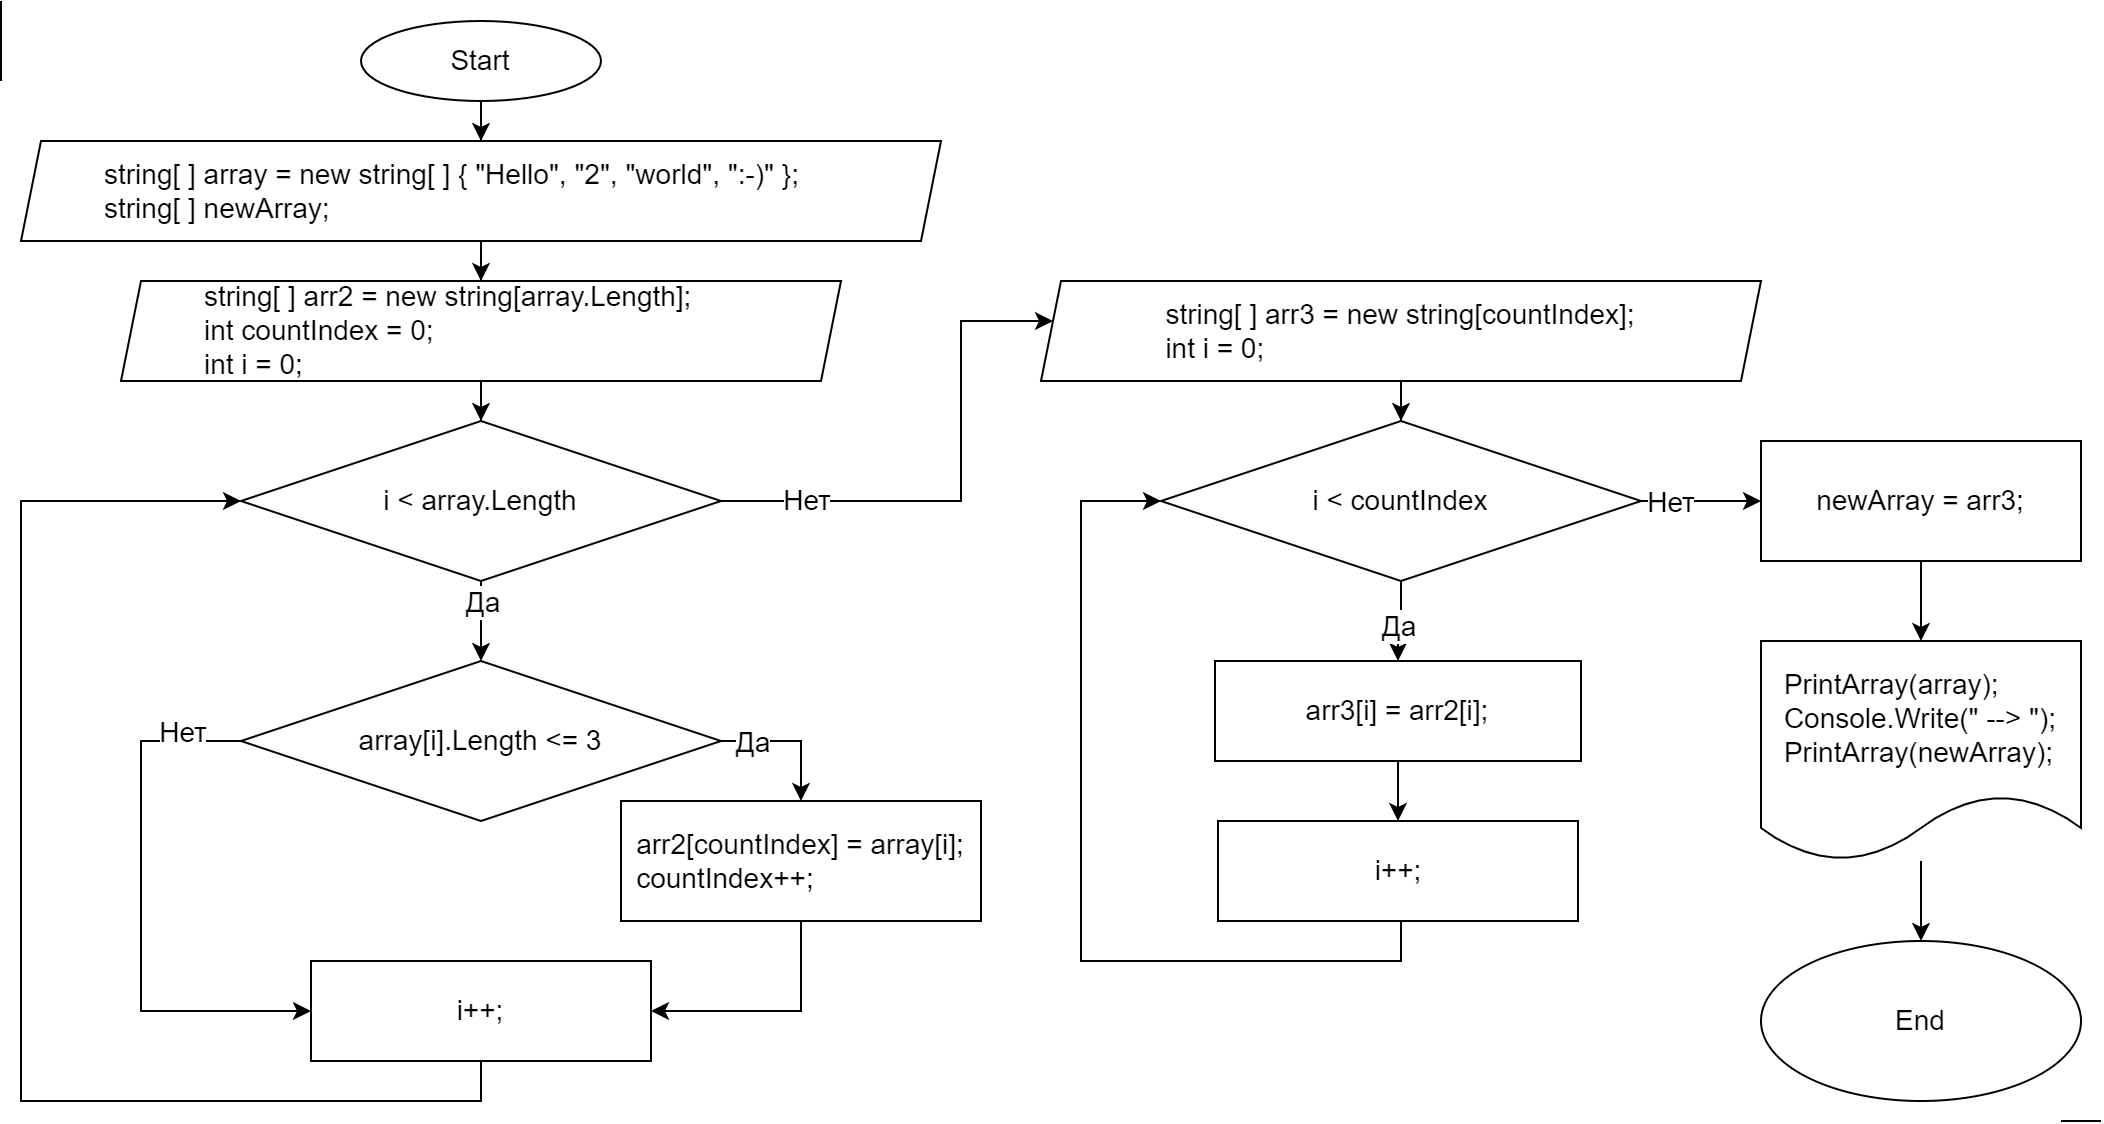 Start
string[ ] array = new string[ ] { "Hello", "2", "world", ":-)" };
string[ ] newArray;
string[ ] arr2 = new string[array.Length];
int countIndex = 0;
int i = 0;
i < array.Length
Нет
Да
array[i].Length <= 3
Нет
Да
arr2[countIndex] = array[i];
countIndex++;
i++;
string[ ] arr3 = new string[countIndex];
int i = 0;
i < countIndex
Нет
Да
arr3[i] = arr2[i];
i++;
newArray = arr3;
PrintArray(array);
Console.Write(" --> ");
PrintArray(newArray);
End